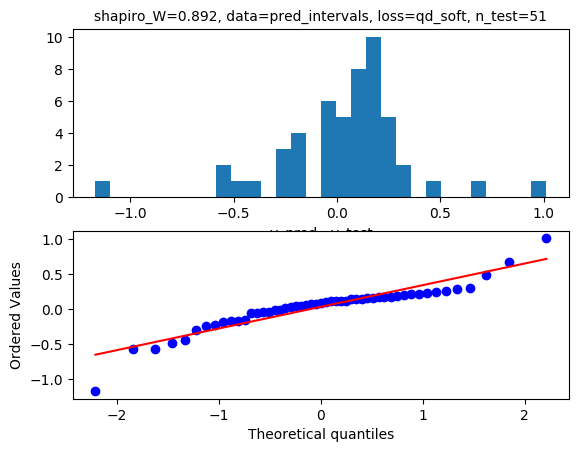 shapiro_W=0.892, data=pred_intervals, loss=qd_soft, n_test=51
10
8
6
4
2
0
−1.0 −0.5 0.0 0.5 1.0
1.0
0.5
0.0
−0.5
−1.0
Ordered Values
−2 −1 0 1 2
Theoretical quantiles